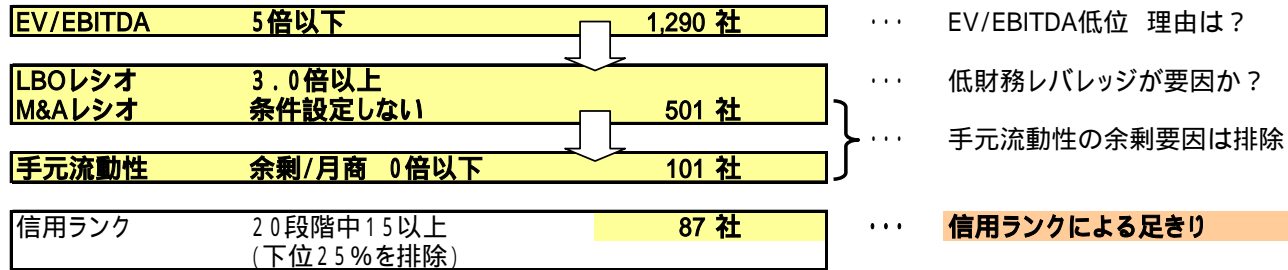 EV/EBITDA 5倍以下 1,290 社 ・・・ EV/EBITDA低位 理由は？
LBOレシオ 3．0倍以上 ・・・ 低財務レバレッジが要因か？
M&Aレシオ 条件設定しない 501 社
・・・ 手元流動性の余剰要因は排除
手元流動性 余剰/月商 0倍以下 101 社
信用ランク 20段階中15以上 87 社 ・・・ 信用ランクによる足きり
(下位25％を排除)